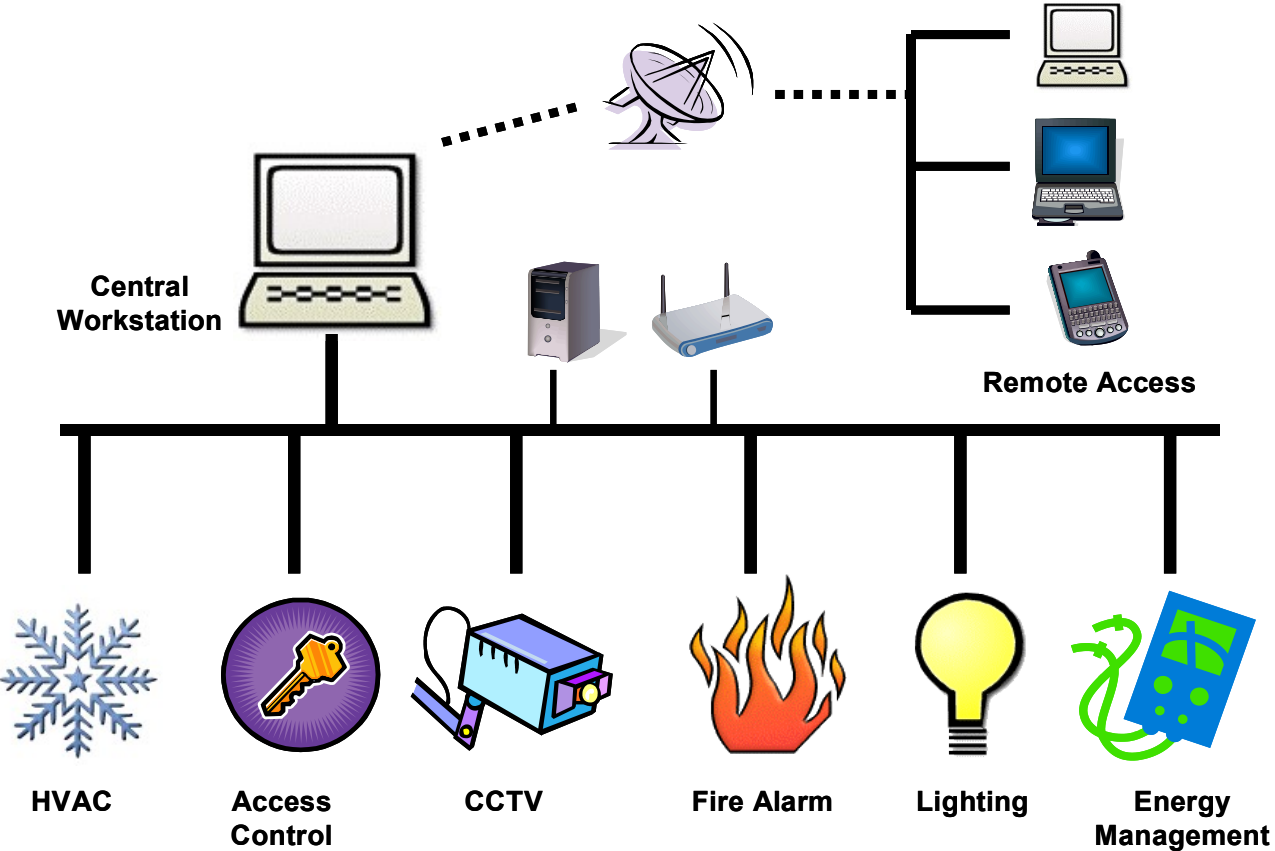 Central
Workstation
Remote Access
HVAC
Access
Control
CCTV
Fire Alarm
Lighting
Energy
Management